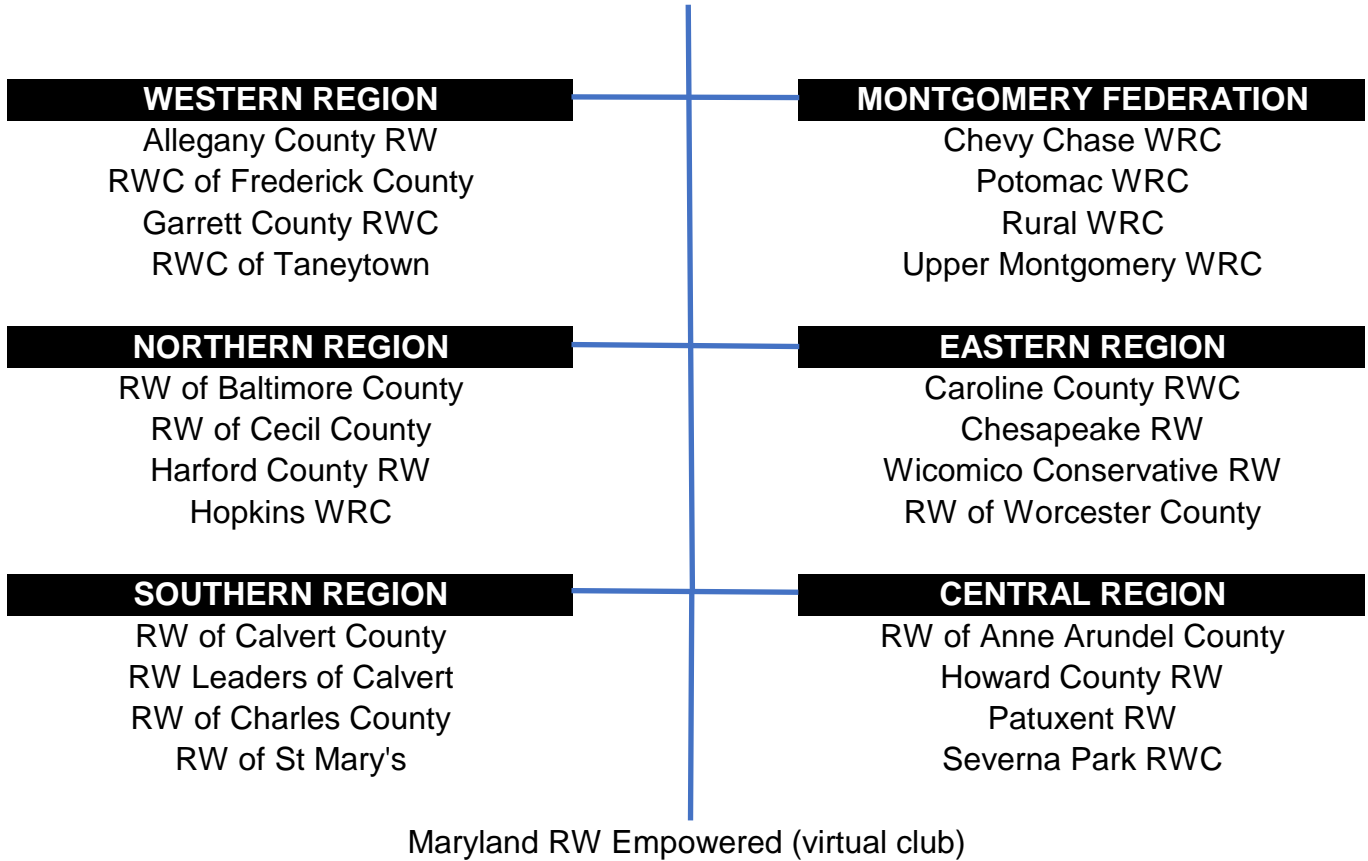 WESTERN REGION
Allegany County RW
RWC of Frederick County
Garrett County RWC
RWC of Taneytown
MONTGOMERY FEDERATION
Chevy Chase WRC
Potomac WRC
Rural WRC
Upper Montgomery WRC
NORTHERN REGION
RW of Baltimore County
RW of Cecil County
Harford County RW
Hopkins WRC
EASTERN REGION
Caroline County RWC
Chesapeake RW
Wicomico Conservative RW
RW of Worcester County
SOUTHERN REGION
RW of Calvert County
RW Leaders of Calvert
RW of Charles County
RW of St Mary's
CENTRAL REGION
RW of Anne Arundel County
Howard County RW
Patuxent RW
Severna Park RWC
Maryland RW Empowered (virtual club)